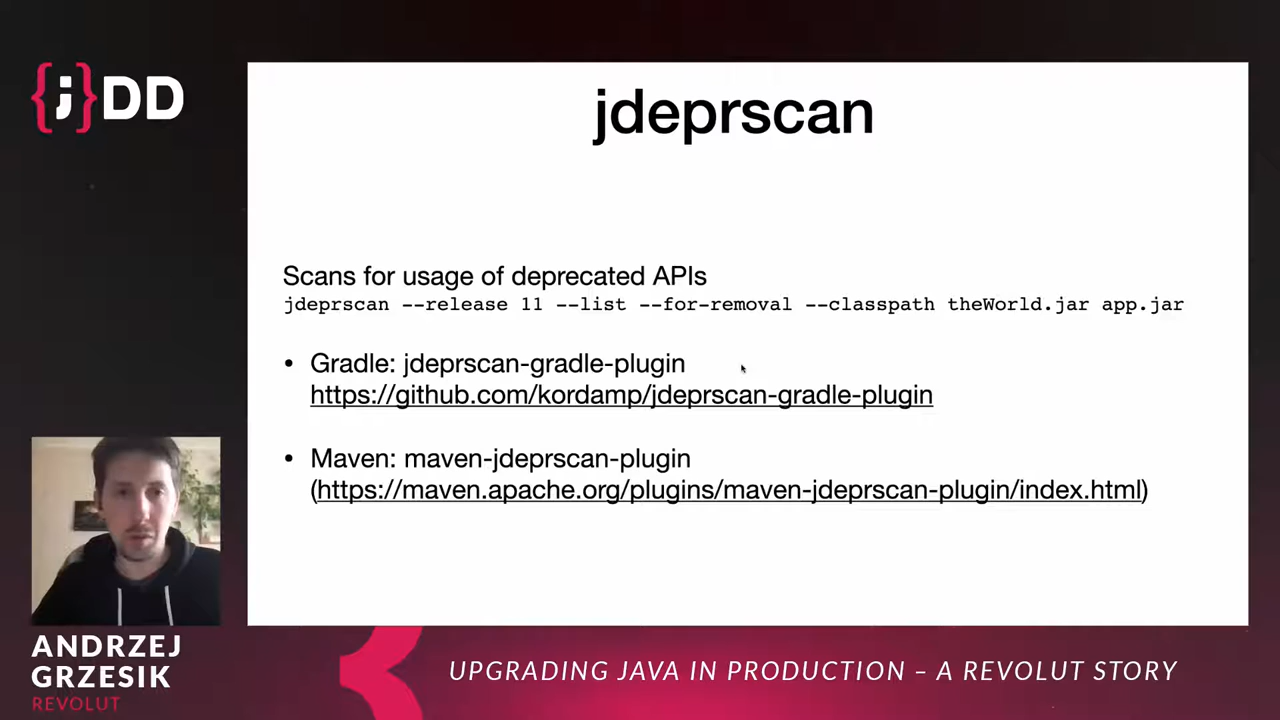 {j}DD
jdeprscan
Scans for usage of deprecated APIs
jdeprscan --release 11 --list --for-removal --classpath theWorld.jar app.jar
• Gradle: jdeprscan-gradle-plugin
https://github.com/kordamp/jdeprscan-gradle-plugin
• Maven: maven-jdeprscan-plugin
(https://maven.apache.org/plugins/maven-jdeprscan-plugin/index.html)
ANDRZEJ
GRZESIK
REVOLUT
UPGRADING JAVA IN PRODUCTION – A REVOLUT STORY